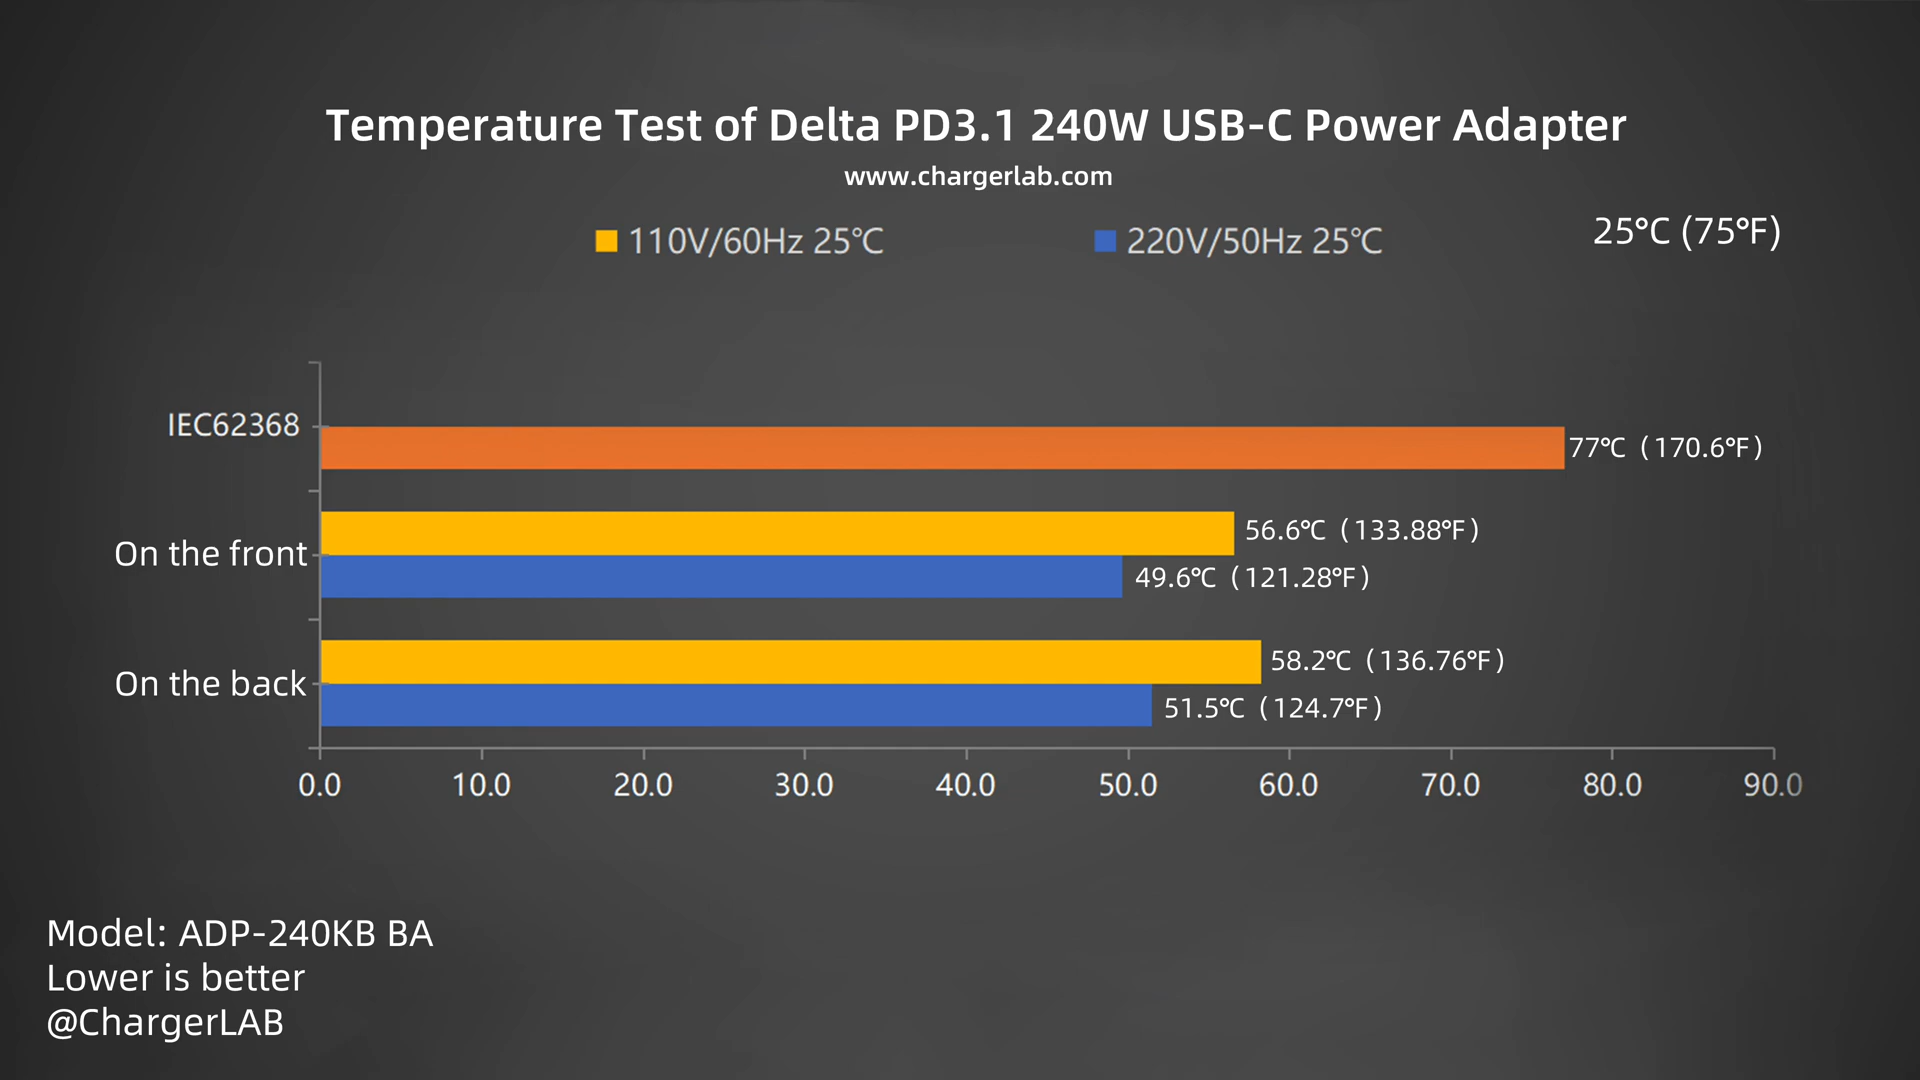 Temperature Test of Delta PD3.1 240W USB-C Power Adapter
www.chargerlab.com
110V/60Hz 25℃
220V/50Hz 25℃
25℃ (75℉)
IEC62368
77℃（170.6℉）
On the front
56.6℃（133.88℉）
49.6℃（121.28℉）
On the back
58.2℃（136.76℉）
51.5℃（124.7℉）
0.0 10.0 20.0 30.0 40.0 50.0 60.0 70.0 80.0 90.0
Model: ADP-240KB BA
Lower is better
@ChargerLAB